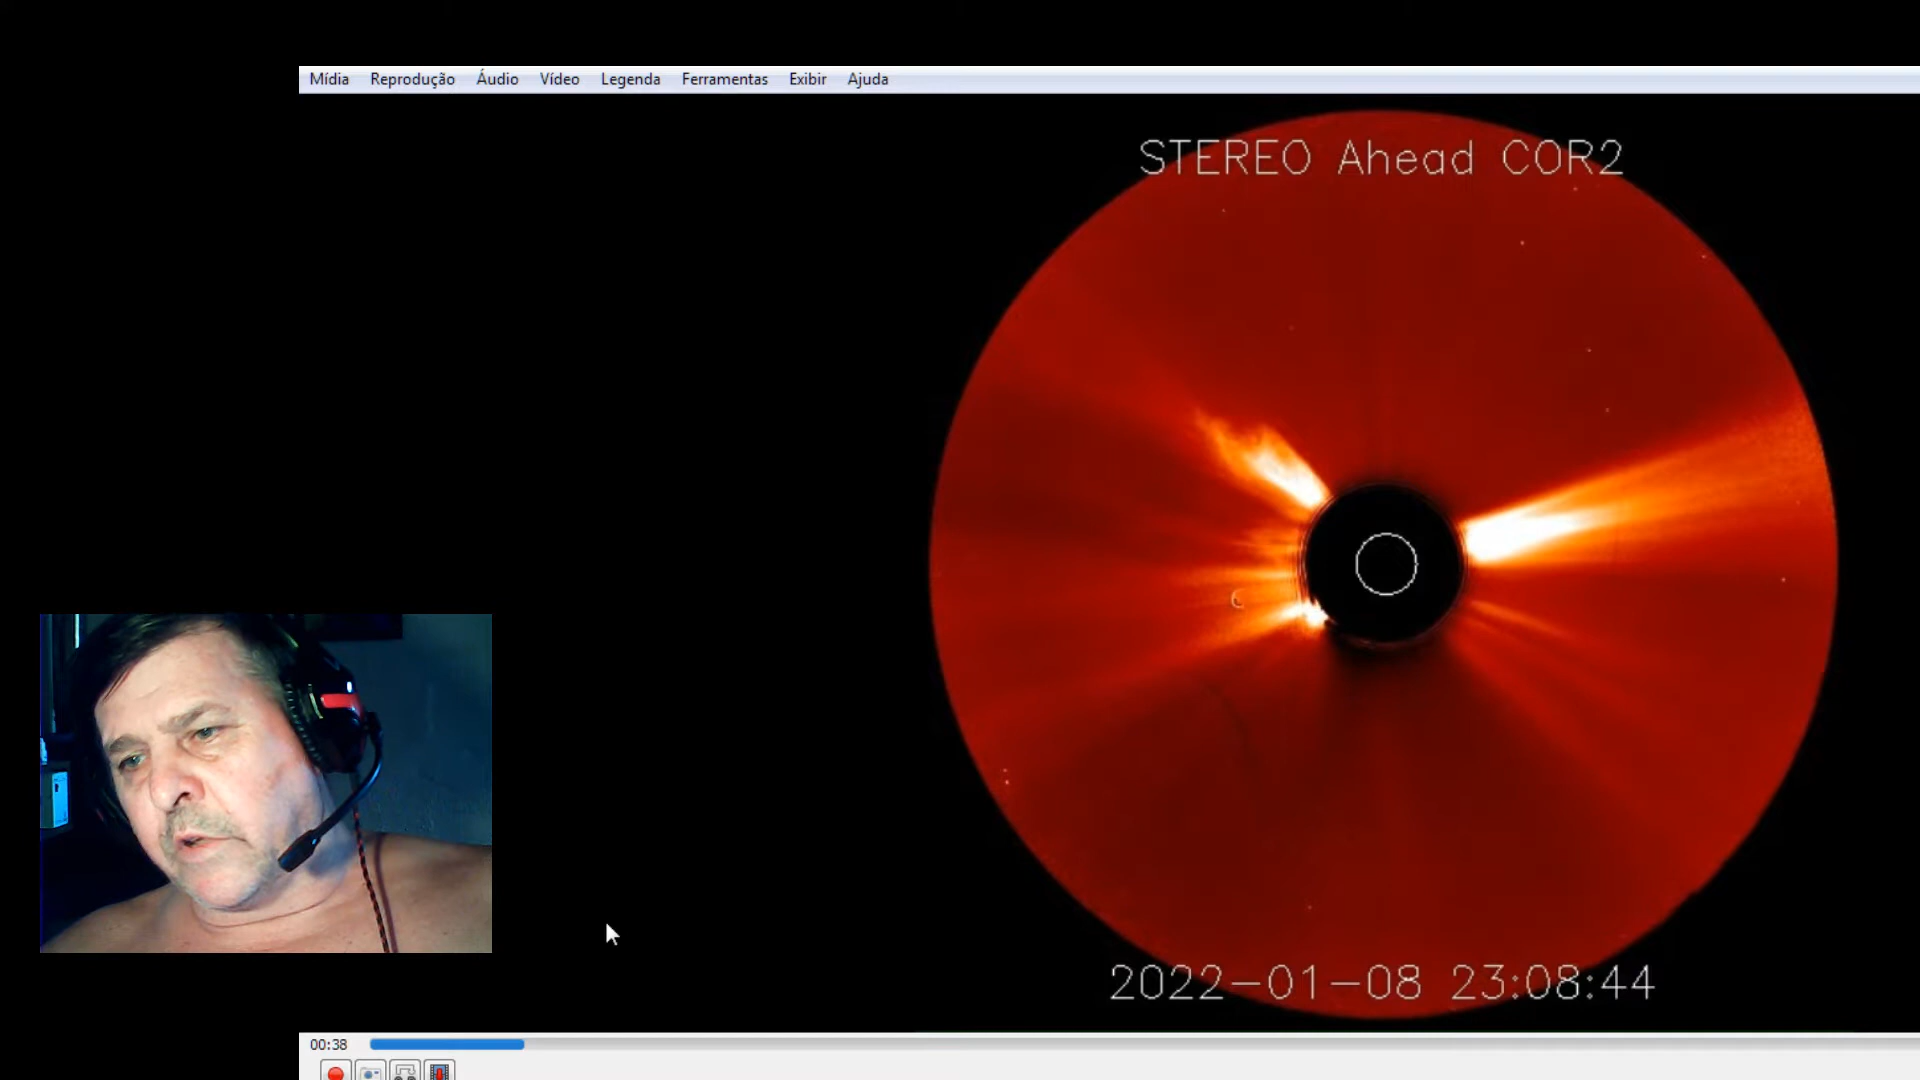 Mídia Reprodução Áudio Vídeo Legenda Ferramentas Exibir Ajuda
STEREO Ahead COR2
2022-01-08 23:08:44
00:38